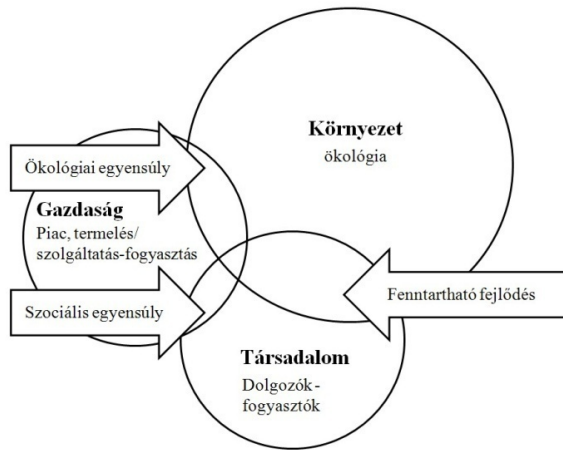 Környezet
ökológia
Ökológiai egyensúly
Gazdaság
Piac, termelés/
szolgáltatás-fogyasztás
Szociális egyensúly
Fenntartható fejlődés
Társadalom
Dolgozók -
fogyasztók